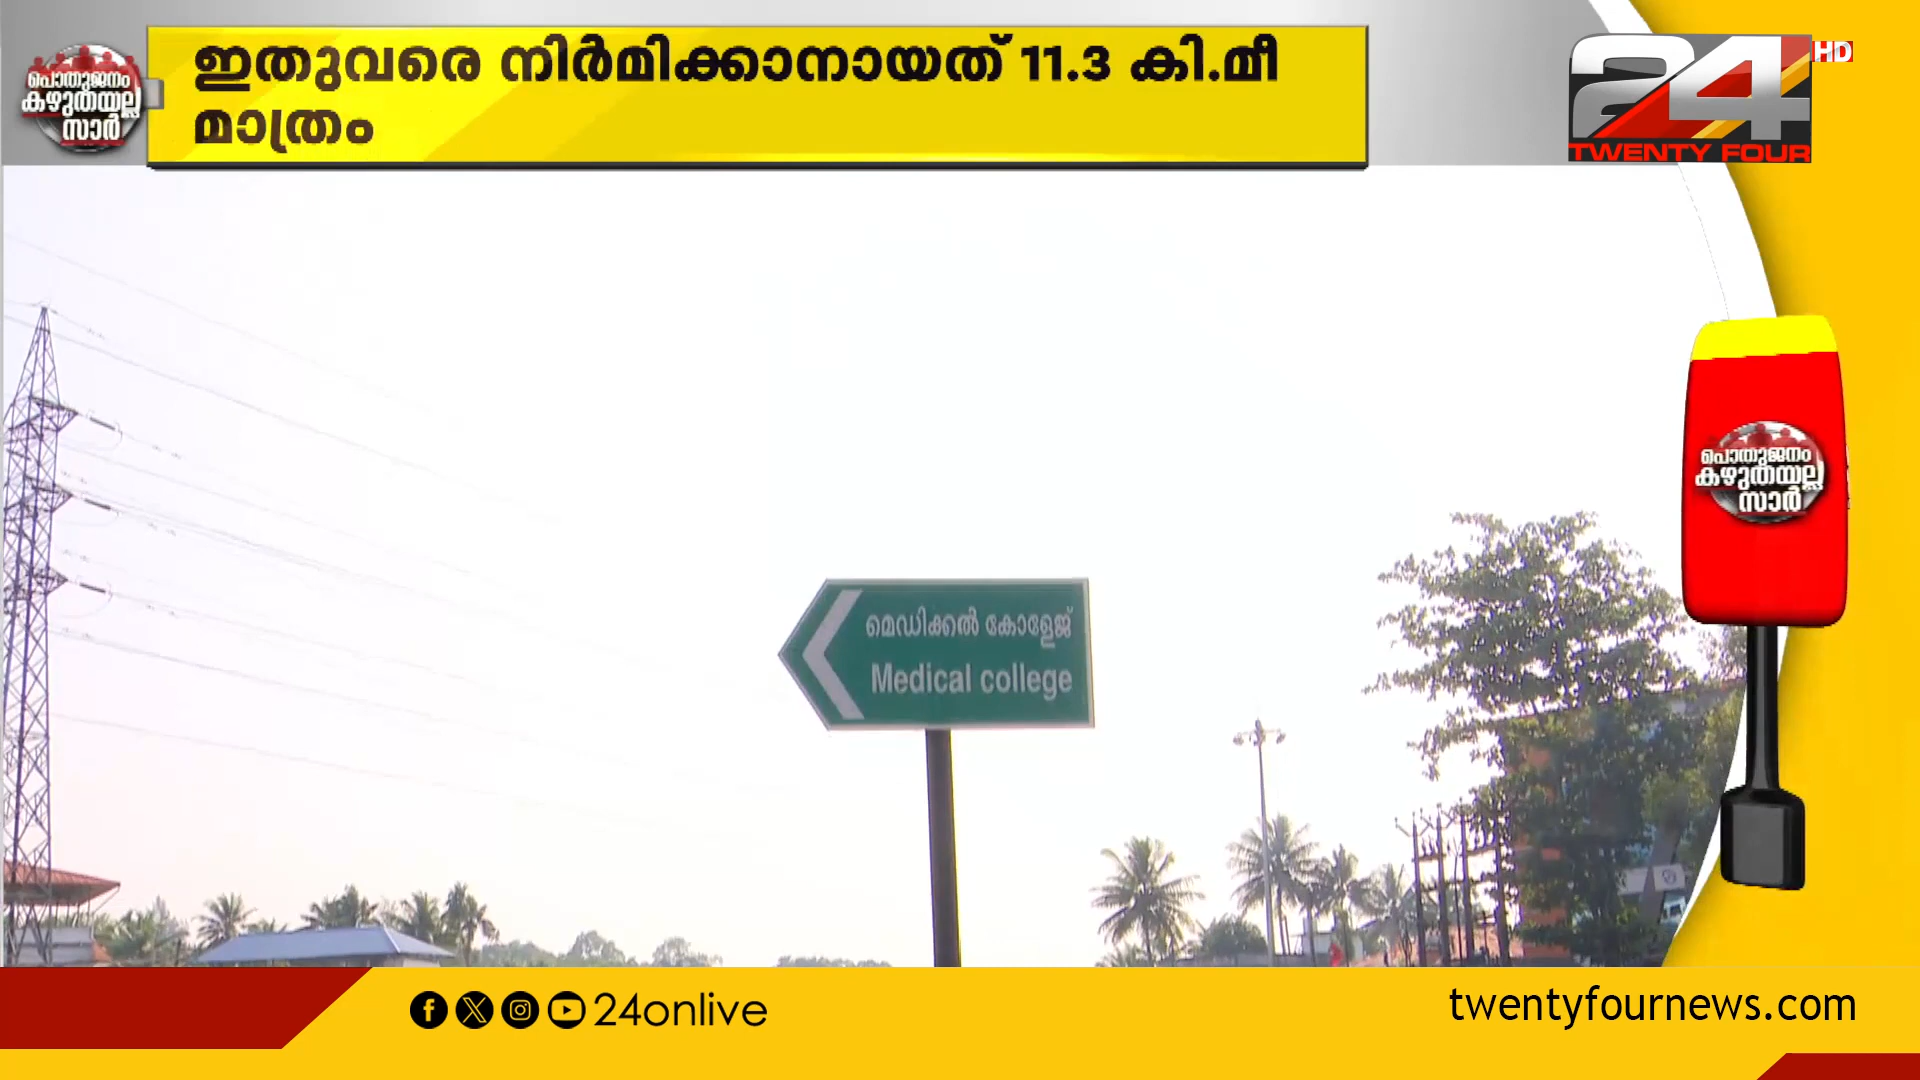 ഇതുവരെ നിർമിക്കാനായത് 11.3 കി.മീ
മാത്രം
പൊതുജനം
കഴുതയല്ല
സാർ
24
HD
TWENTY FOUR
പൊതുജനം
കഴുതയല്ല
സാർ
മെഡിക്കൽ കോളേജ്
Medical college
24onlive
twentyfournews.com